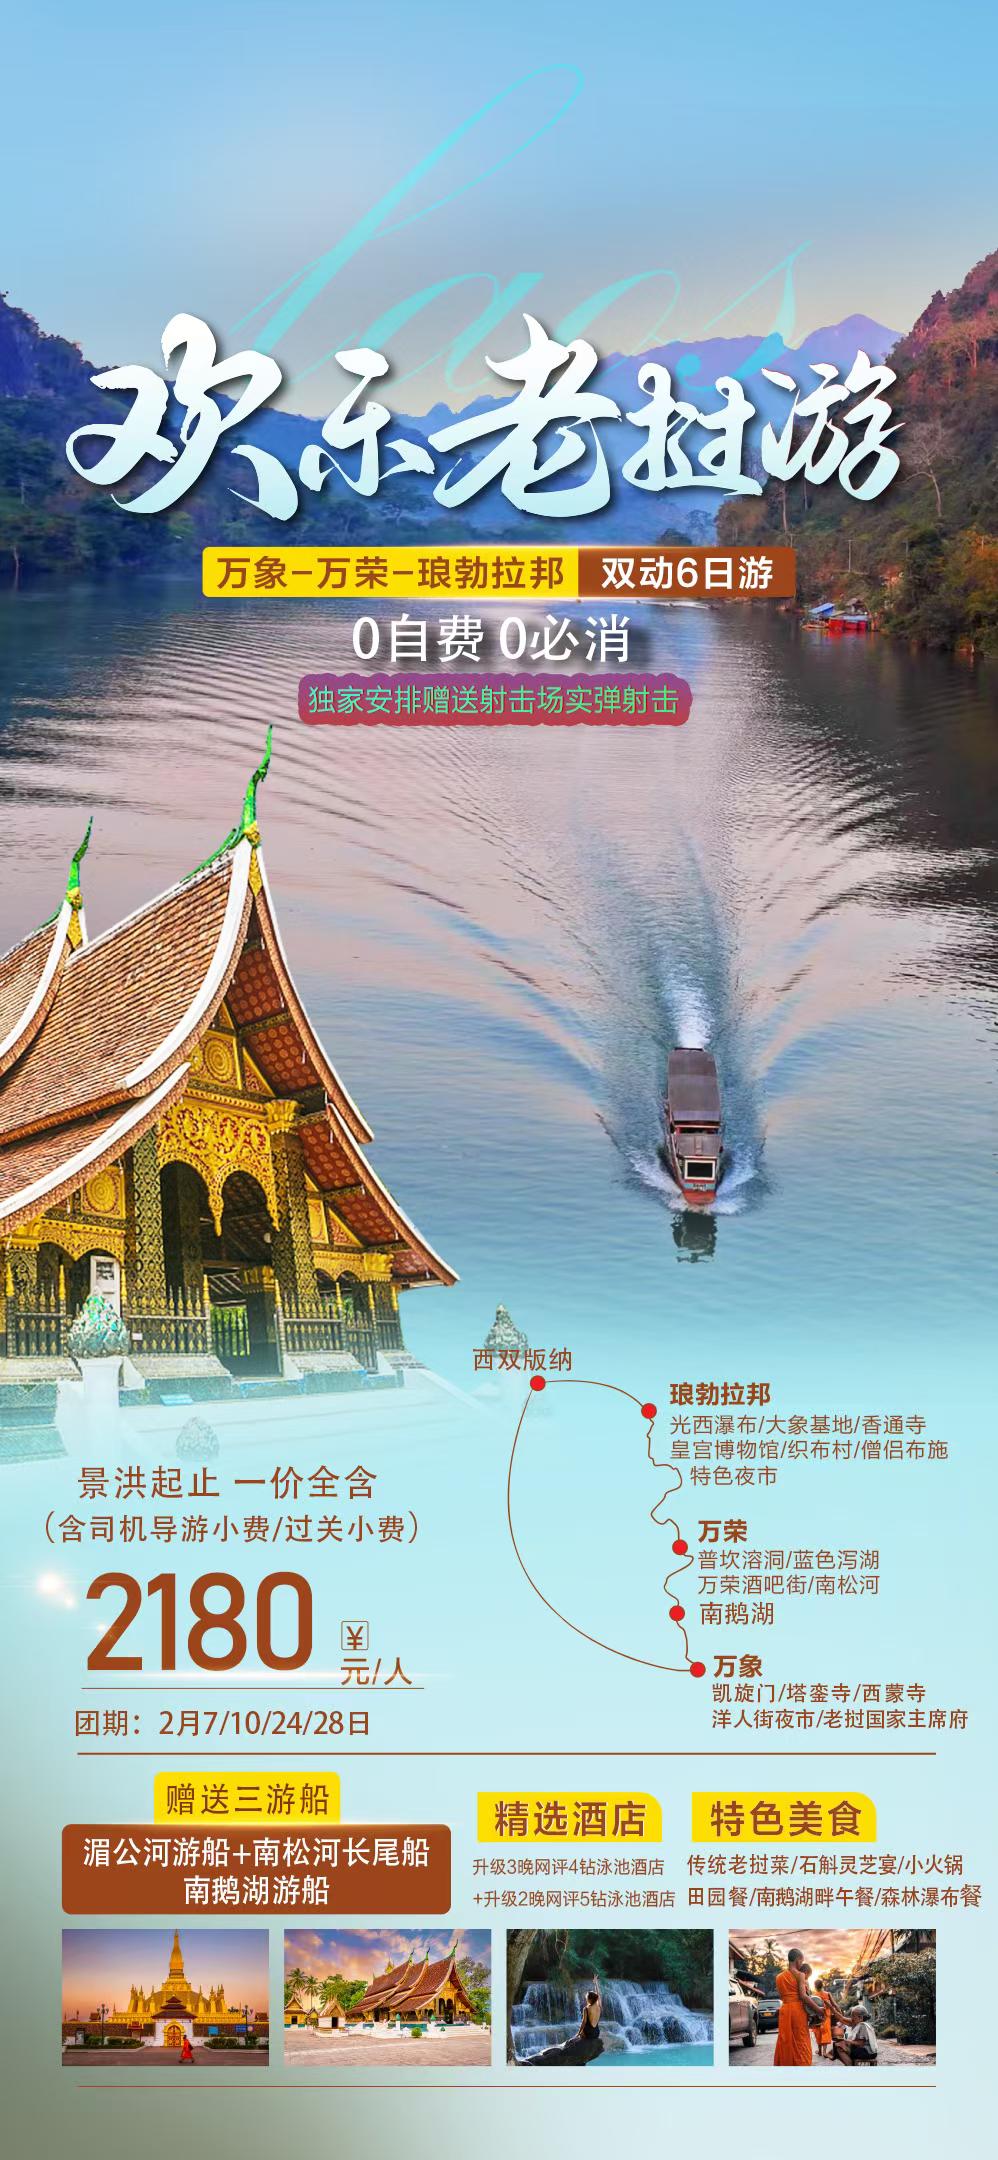 laos
欢乐老挝游
万象-万荣-琅勃拉邦 双动6日游
0自费 0必消
独家安排赠送射击场实弹射击
西双版纳
琅勃拉邦
光西瀑布/大象基地/香通寺
皇宫博物馆/织布村/僧侣布施
特色夜市
万荣
普坎溶洞/蓝色泻湖
万荣酒吧街/南松河
南鹅湖
万象
凯旋门/塔銮寺/西蒙寺
洋人街夜市/老挝国家主席府
景洪起止 一价全含
(含司机导游小费/过关小费)
2180 ¥
元/人
团期：2月7/10/24/28日
赠送三游船
湄公河游船+南松河长尾船
南鹅湖游船
精选酒店
升级3晚网评4钻泳池酒店
+升级2晚网评5钻泳池酒店
特色美食
传统老挝菜/石斛灵芝宴/小火锅
田园餐/南鹅湖畔午餐/森林瀑布餐